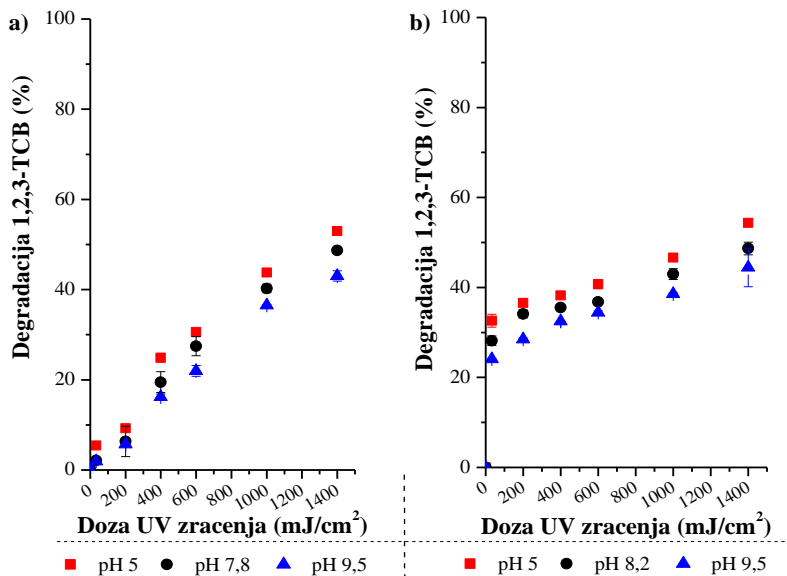 a)
Degradacija 1,2,3-TCB (%)
100
80
60
40
20
0
0
200
400
600
800
1000
1200
1400
Doza UV zracenja (mJ/cm²)
pH 5
pH 7,8
pH 9,5
b)
Degradacija 1,2,3-TCB (%)
100
80
60
40
20
0
0
200
400
600
800
1000
1200
1400
Doza UV zracenja (mJ/cm²)
pH 5
pH 8,2
pH 9,5